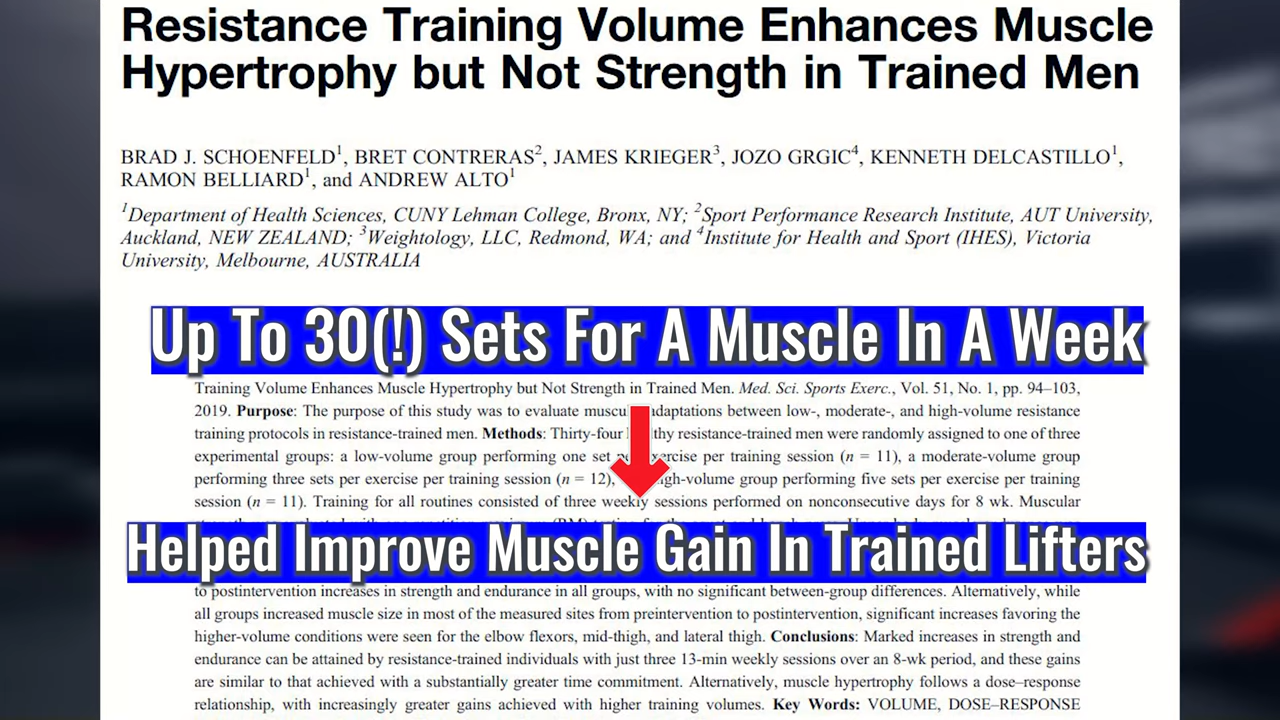 Resistance Training Volume Enhances Muscle
Hypertrophy but Not Strength in Trained Men
BRAD J. SCHOENFELD1, BRET CONTRERAS2, JAMES KRIEGER3, JOZO GRGIC4, KENNETH DELCASTILLO1,
RAMON BELLIARD1, and ANDREW ALTO1
1Department of Health Sciences, CUNY Lehman College, Bronx, NY; 2Sport Performance Research Institute, AUT University,
Auckland, NEW ZEALAND; 3Weightology, LLC, Redmond, WA; and 4Institute for Health and Sport (IHES), Victoria
University, Melbourne, AUSTRALIA
Up To 30(!) Sets For A Muscle In A Week
Training Volume Enhances Muscle Hypertrophy but Not Strength in Trained Men. Med. Sci. Sports Exerc., Vol. 51, No. 1, pp. 94–103,
2019. Purpose: The purpose of this study was to evaluate adaptations between low-, moderate-, and high-volume resistance
training protocols in resistance-trained men. Methods: Thirty-four resistance-trained men were randomly assigned to one of three
experimental groups: a low-volume group performing one set exercise per training session (n = 11), a moderate-volume group
performing three sets per exercise per training session (n = 12), group performing five sets per exercise per training
session (n = 11). Training for all routines consisted of three weekly sessions performed on nonconsecutive days for 8 wk. Muscular
Helped Improve Muscle Gain In Trained Lifters
to postintervention increases in strength and endurance in all groups, with no significant between-group differences. Alternatively, while
all groups increased muscle size in most of the measured sites from preintervention to postintervention, significant increases favoring the
higher-volume conditions were seen for the elbow flexors, mid-thigh, and lateral thigh. Conclusions: Marked increases in strength and
endurance can be attained by resistance-trained individuals with just three 13-min weekly sessions over an 8-wk period, and these gains
are similar to that achieved with a substantially greater time commitment. Alternatively, muscle hypertrophy follows a dose–response
relationship, with increasingly greater gains achieved with higher training volumes. Key Words: VOLUME, DOSE–RESPONSE